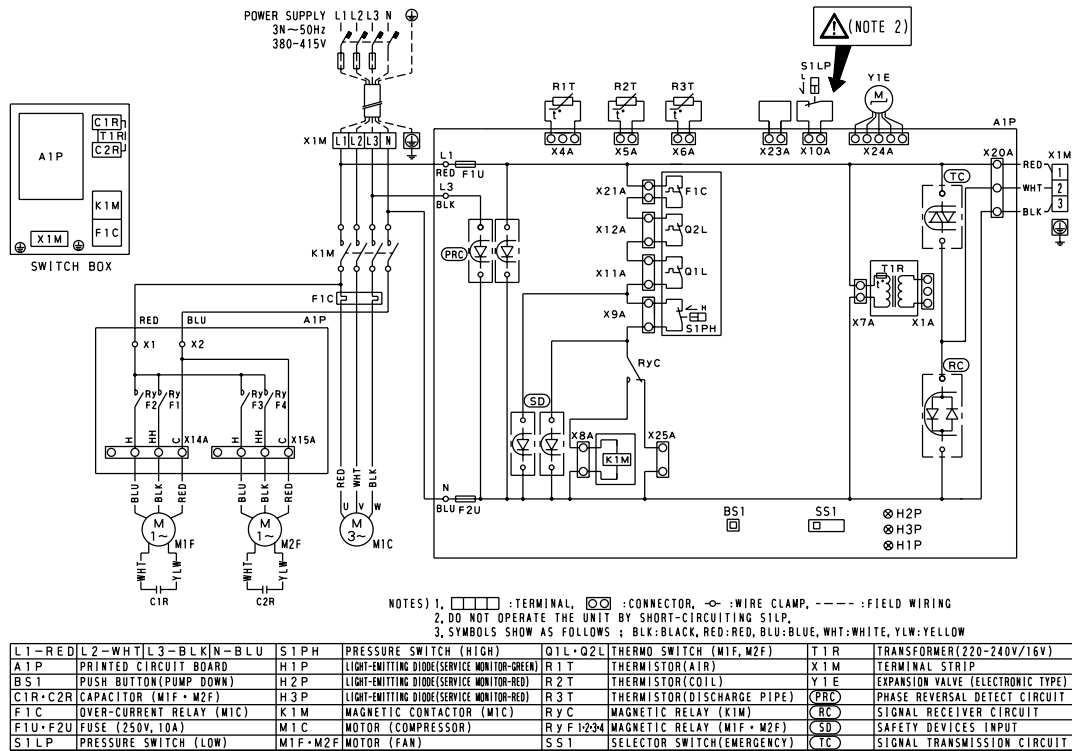 POWER SUPPLY L1 L2 L3 N
3N~50Hz
380-415V
(NOTE 2)
S1LP
L
Y1E
M
R1T
R2T
R3T
t°
t°
t°
A1P
X4A
X5A
X6A
X23A
X10A
X24A
C1R
T1R
C2R
A1P
K1M
X1M
F1C
SWITCH BOX
X1M L1 L2 L3 N
L1
RED F1U
L3
BLK
X20A
X1M
RED 1
WHT 2
BLK 3
TC
X21A F1C
X12A Q2L
X11A Q1L
X9A H
S1PH
K1M
PRC
F1C
T1R
t°
X7A X1A
RED BLU A1P
X1 X2
RyC
RC
Ry F2
Ry F1
Ry F3
Ry F4
SD
H HH C X14A
H HH C X15A
X8A K1M X25A
BLU BLK RED
BLU BLK RED
RED WHT BLK
U V W
N
BLU F2U
M 1~ M1F
M 1~ M2F
M 3~ M1C
WHT YLW
WHT YLW
C1R
C2R
BS1
SS1
H2P
H3P
H1P
NOTES) 1. :TERMINAL, :CONNECTOR, :WIRE CLAMP, ---- :FIELD WIRING
2. DO NOT OPERATE THE UNIT BY SHORT-CIRCUITING S1LP.
3. SYMBOLS SHOW AS FOLLOWS ; BLK:BLACK, RED:RED, BLU:BLUE, WHT:WHITE, YLW:YELLOW
L1-RED L2-WHT L3-BLK N-BLU S1PH PRESSURE SWITCH (HIGH) Q1L·Q2L THERMO SWITCH (M1F, M2F) T1R TRANSFORMER(220-240V/16V)
A1P PRINTED CIRCUIT BOARD H1P LIGHT-EMITTING DIODE(SERVICE MONITOR-GREEN) R1T THERMISTOR(AIR) X1M TERMINAL STRIP
BS1 PUSH BUTTON(PUMP DOWN) H2P LIGHT-EMITTING DIODE(SERVICE MONITOR-RED) R2T THERMISTOR(COIL) Y1E EXPANSION VALVE (ELECTRONIC TYPE)
C1R·C2R CAPACITOR (M1F · M2F) H3P LIGHT-EMITTING DIODE(SERVICE MONITOR-RED) R3T THERMISTOR(DISCHARGE PIPE) PRC PHASE REVERSAL DETECT CIRCUIT
F1C OVER-CURRENT RELAY (M1C) K1M MAGNETIC CONTACTOR (M1C) RyC MAGNETIC RELAY (K1M) RC SIGNAL RECEIVER CIRCUIT
F1U·F2U FUSE (250V, 10A) M1C MOTOR (COMPRESSOR) RyF1·2·3·4 MAGNETIC RELAY (M1F · M2F) SD SAFETY DEVICES INPUT
S1LP PRESSURE SWITCH (LOW) M1F·M2F MOTOR (FAN) SS1 SELECTOR SWITCH(EMERGENCY) TC SIGNAL TRANSMISSION CIRCUIT